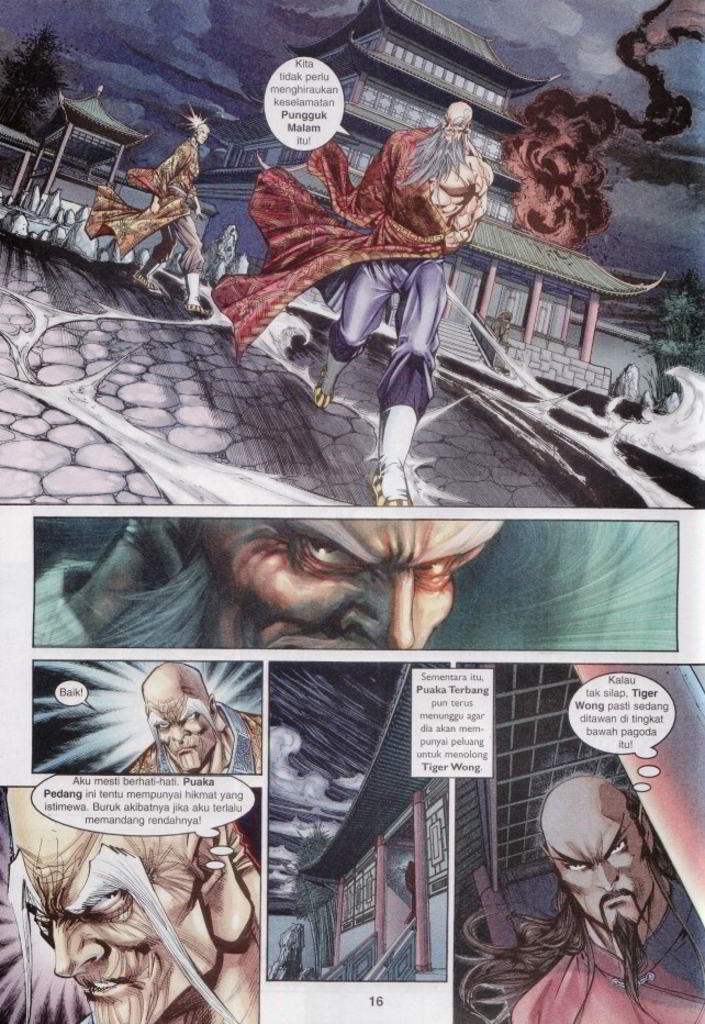 Kita
tidak perlu
menghiraukan
keselamatan
Pungguk
Malam
itu!
Baik!
Aku mesti berhati-hati. Puaka
Pedang ini tentu mempunyai hikmat yang
istimewa. Buruk akibatnya jika aku terlalu
memandang rendahnya!
Sementara itu,
Puaka Terbang
pun terus
menunggu agar
dia akan mem-
punyai peluang
untuk menolong
Tiger Wong.
Kalau
tak silap, Tiger
Wong pasti sedang
ditawan di tingkat
bawah pagoda
itu!
16